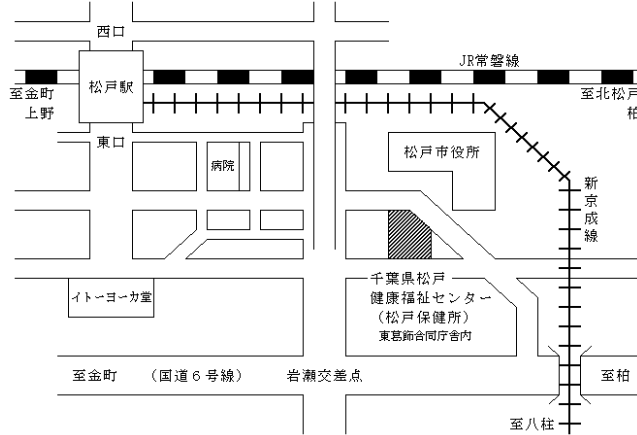 西口
JR常磐線
松戸駅
至金町
上野
至北松戸
柏
東口
病院
松戸市役所
新京成線
千葉県松戸
健康福祉センター
(松戸保健所)
東葛飾合同庁舎内
イトーヨーカ堂
至金町
(国道6号線)
岩瀬交差点
至柏
至八柱